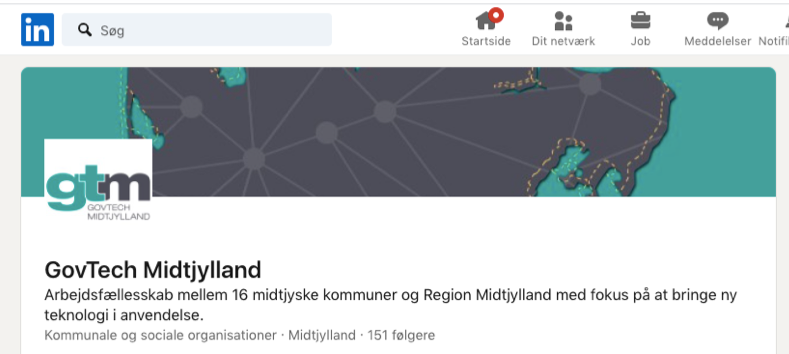 in
Søg
Startside
Dit netværk
Job
Meddelelser
gtm
GOVTECH
MIDTJYLLAND
GovTech Midtjylland
Arbejdsfællesskab mellem 16 midtjyske kommuner og Region Midtjylland med fokus på at bringe ny
teknologi i anvendelse.
Kommunale og sociale organisationer · Midtjylland · 151 følgere